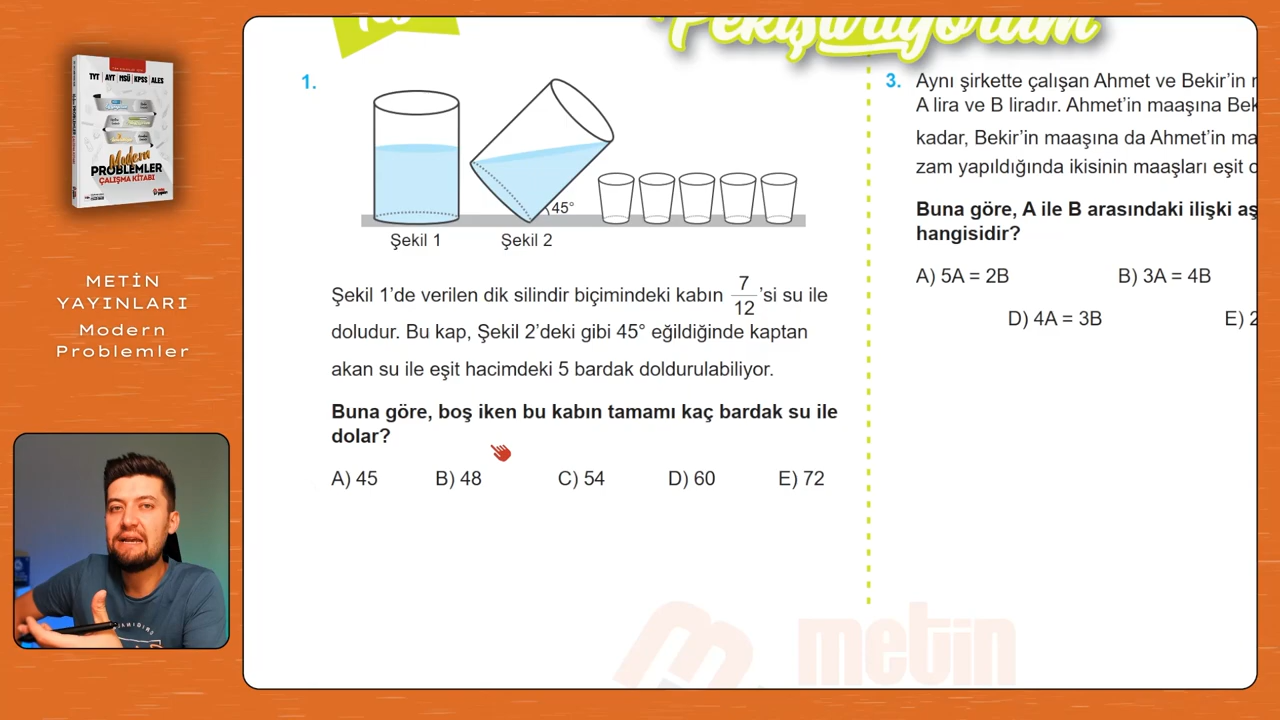 TYT AYT MSÜ KPSS ALES
Modern
PROBLEMLER
ÇALIŞMA KİTABI
METİN
YAYINLARI
Modern
Problemler
Pekiştiriyorum
1.
45°
Şekil 1
Şekil 2
Şekil 1'de verilen dik silindir biçimindeki kabın 7/12'si su ile
doludur. Bu kap, Şekil 2'deki gibi 45° eğildiğinde kaptan
akan su ile eşit hacimdeki 5 bardak doldurulabiliyor.
Buna göre, boş iken bu kabın tamamı kaç bardak su ile
dolar?
A) 45 B) 48 C) 54 D) 60 E) 72
3. Aynı şirkette çalışan Ahmet ve Bekir'in
A lira ve B liradır. Ahmet'in maaşına Bek
kadar, Bekir'in maaşına da Ahmet'in ma
zam yapıldığında ikisinin maaşları eşit
Buna göre, A ile B arasındaki ilişki aş
hangisidir?
A) 5A = 2B B) 3A = 4B
D) 4A = 3B E) 2
metin